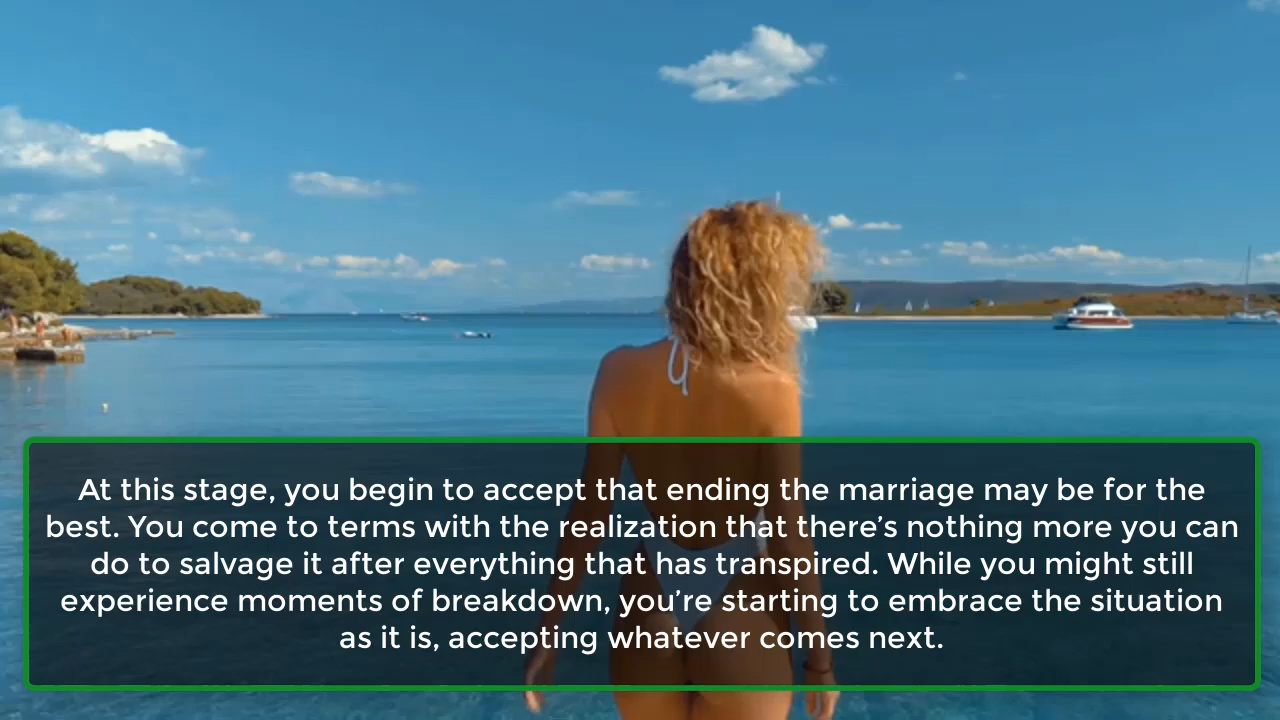 At this stage, you begin to accept that ending the marriage may be for the
best. You come to terms with the realization that there’s nothing more you can
do to salvage it after everything that has transpired. While you might still
experience moments of breakdown, you’re starting to embrace the situation
as it is, accepting whatever comes next.